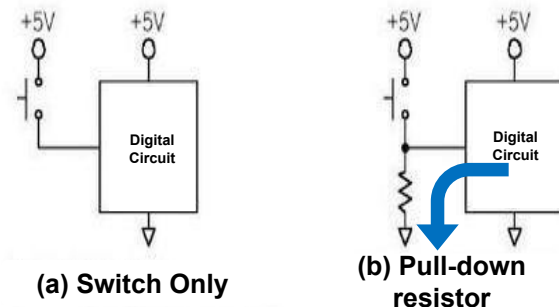 +5V
+5V
Digital
Circuit
(a) Switch Only
+5V
+5V
Digital
Circuit
(b) Pull-down
resistor